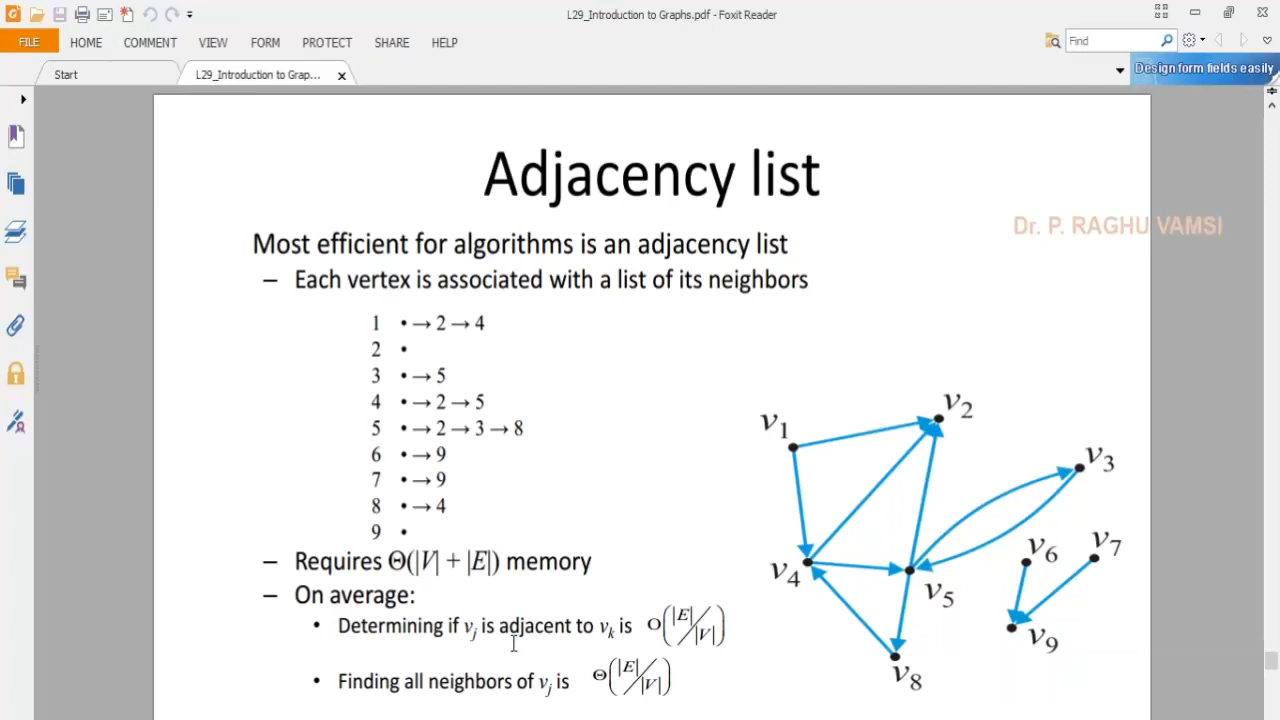 L29_Introduction to Graphs.pdf - Foxit Reader
FILE HOME COMMENT VIEW FORM PROTECT SHARE HELP
Find
Start
L29_Introduction to Grap...
Design form fields easily
Adjacency list
Dr. P. RAGHU VAMSI
Most efficient for algorithms is an adjacency list
– Each vertex is associated with a list of its neighbors
1 • → 2 → 4
2 •
3 • → 5
4 • → 2 → 5
5 • → 2 → 3 → 8
6 • → 9
7 • → 9
8 • → 4
9 •
– Requires Θ(|V| + |E|) memory
– On average:
• Determining if vj is adjacent to vk is O(|E|/|V|)
• Finding all neighbors of vj is Θ(|E|/|V|)
v1
v2
v3
v4
v5
v6
v7
v8
v9